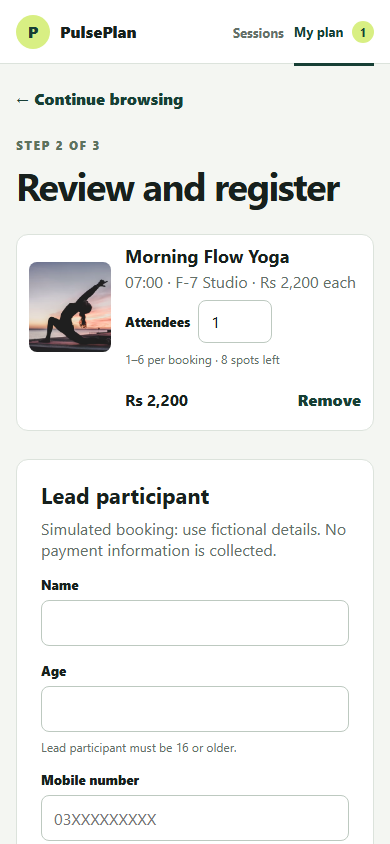 P PulsePlan Sessions My plan 1
← Continue browsing
STEP 2 OF 3
Review and register
Morning Flow Yoga
07:00 · F-7 Studio · Rs 2,200 each
Attendees 1
1–6 per booking · 8 spots left
Rs 2,200 Remove
Lead participant
Simulated booking: use fictional details. No
payment information is collected.
Name
Age
Lead participant must be 16 or older.
Mobile number
03XXXXXXXXX